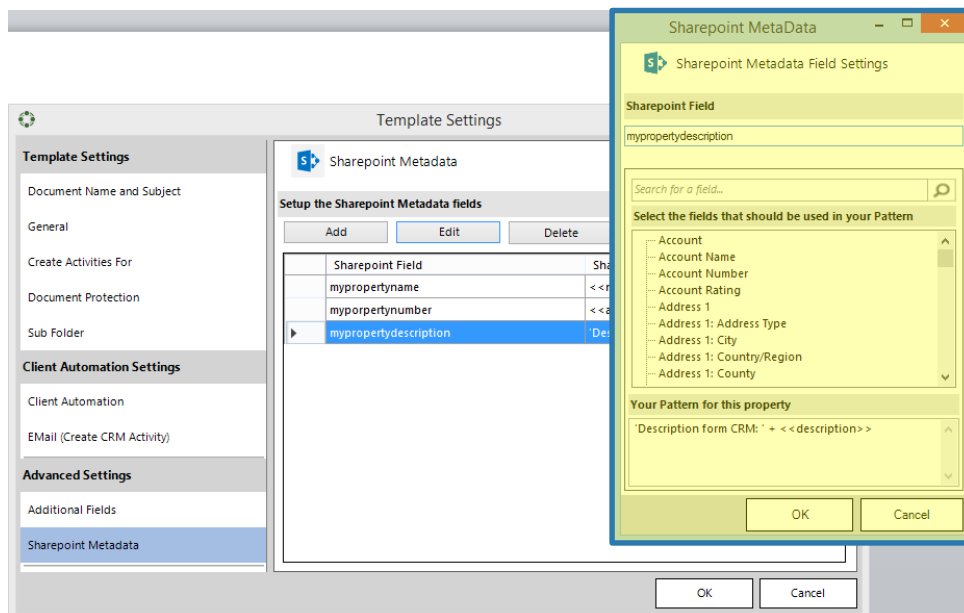 Template Settings
Template Settings
Document Name and Subject
General
Create Activities For
Document Protection
Sub Folder
Client Automation Settings
Client Automation
EMail (Create CRM Activity)
Advanced Settings
Additional Fields
Sharepoint Metadata
Sharepoint Metadata
Setup the Sharepoint Metadata fields
Add Edit Delete
Sharepoint Field Sha
mypropertyname <<r
myporpertynumber <<a
mypropertydescription 'Des
OK Cancel
Sharepoint MetaData
Sharepoint Metadata Field Settings
Sharepoint Field
mypropertydescription
Search for a field...
Select the fields that should be used in your Pattern
Account
Account Name
Account Number
Account Rating
Address 1
Address 1: Address Type
Address 1: City
Address 1: Country/Region
Address 1: County
Your Pattern for this property
'Description form CRM: ' + <<description>>
OK Cancel